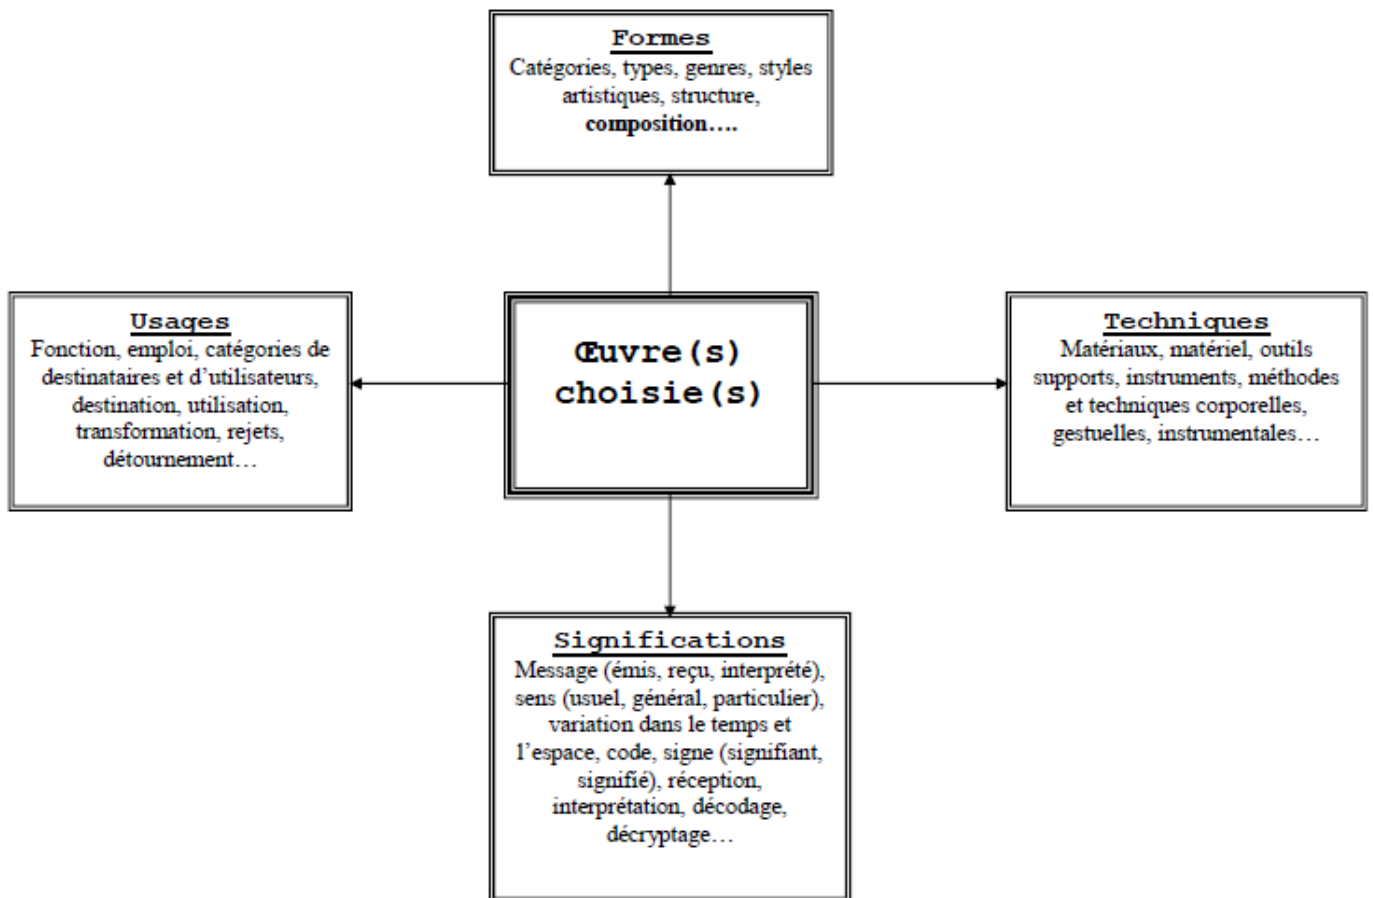 Formes
Catégories, types, genres, styles
artistiques, structure,
composition….
Usages
Fonction, emploi, catégories de
destinataires et d’utilisateurs,
destination, utilisation,
transformation, rejets,
détournement…
Œuvre(s)
choisie(s)
Techniques
Matériaux, matériel, outils
supports, instruments, méthodes
et techniques corporelles,
gestuelles, instrumentales…
Significations
Message (émis, reçu, interprété),
sens (usuel, général, particulier),
variation dans le temps et
l’espace, code, signe (signifiant,
signifié), réception,
interprétation, décodage,
décryptage…